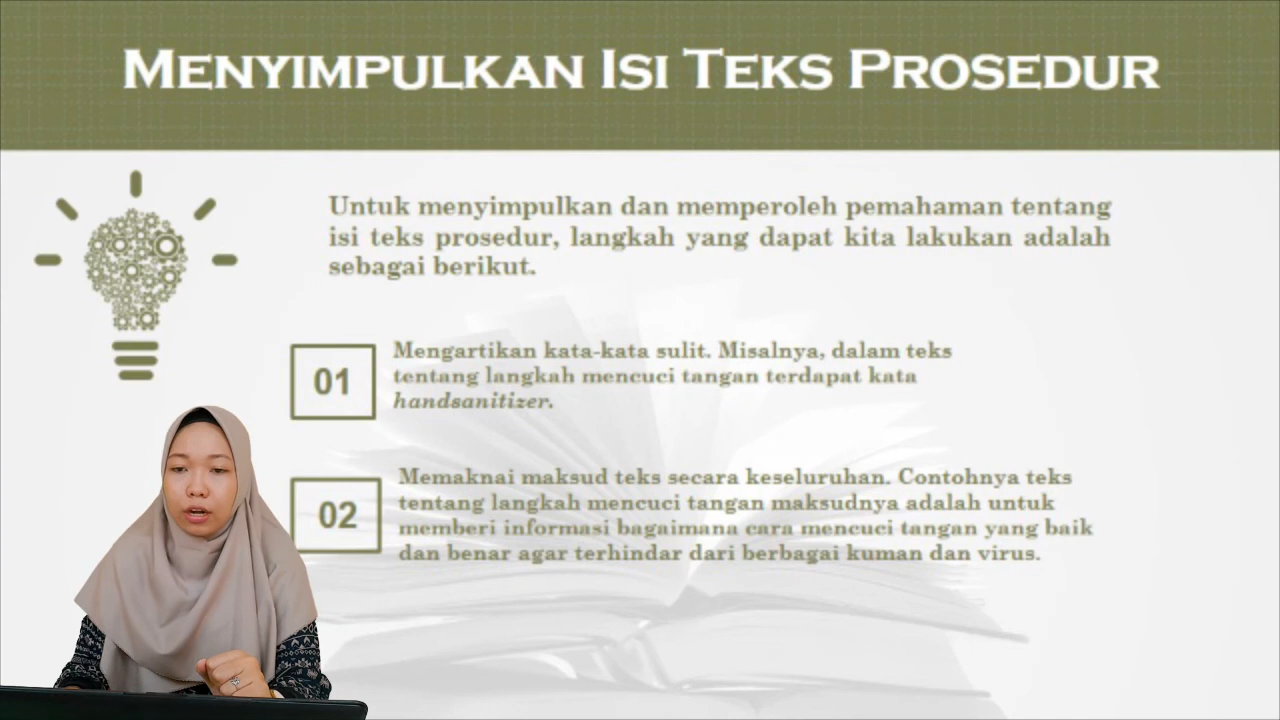 MENYIMPULKAN ISI TEKS PROSEDUR
Untuk menyimpulkan dan memperoleh pemahaman tentang
isi teks prosedur, langkah yang dapat kita lakukan adalah
sebagai berikut.
01
Mengartikan kata-kata sulit. Misalnya, dalam teks
tentang langkah mencuci tangan terdapat kata
handsanitizer.
02
Memaknai maksud teks secara keseluruhan. Contohnya teks
tentang langkah mencuci tangan maksudnya adalah untuk
memberi informasi bagaimana cara mencuci tangan yang baik
dan benar agar terhindar dari berbagai kuman dan virus.